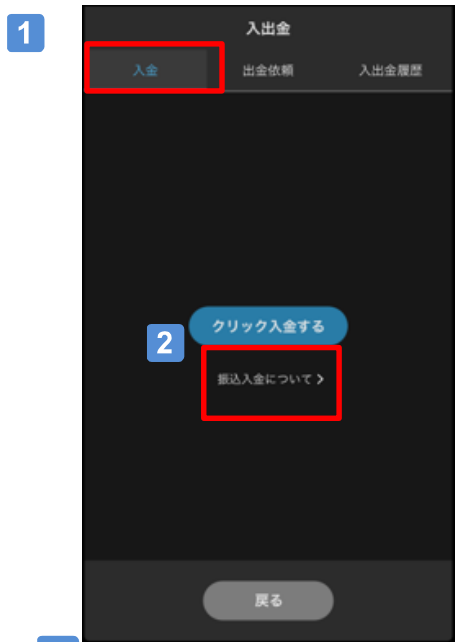 1
入出金
入金 出金依頼 入出金履歴
クリック入金する
2
振込入金について >
戻る